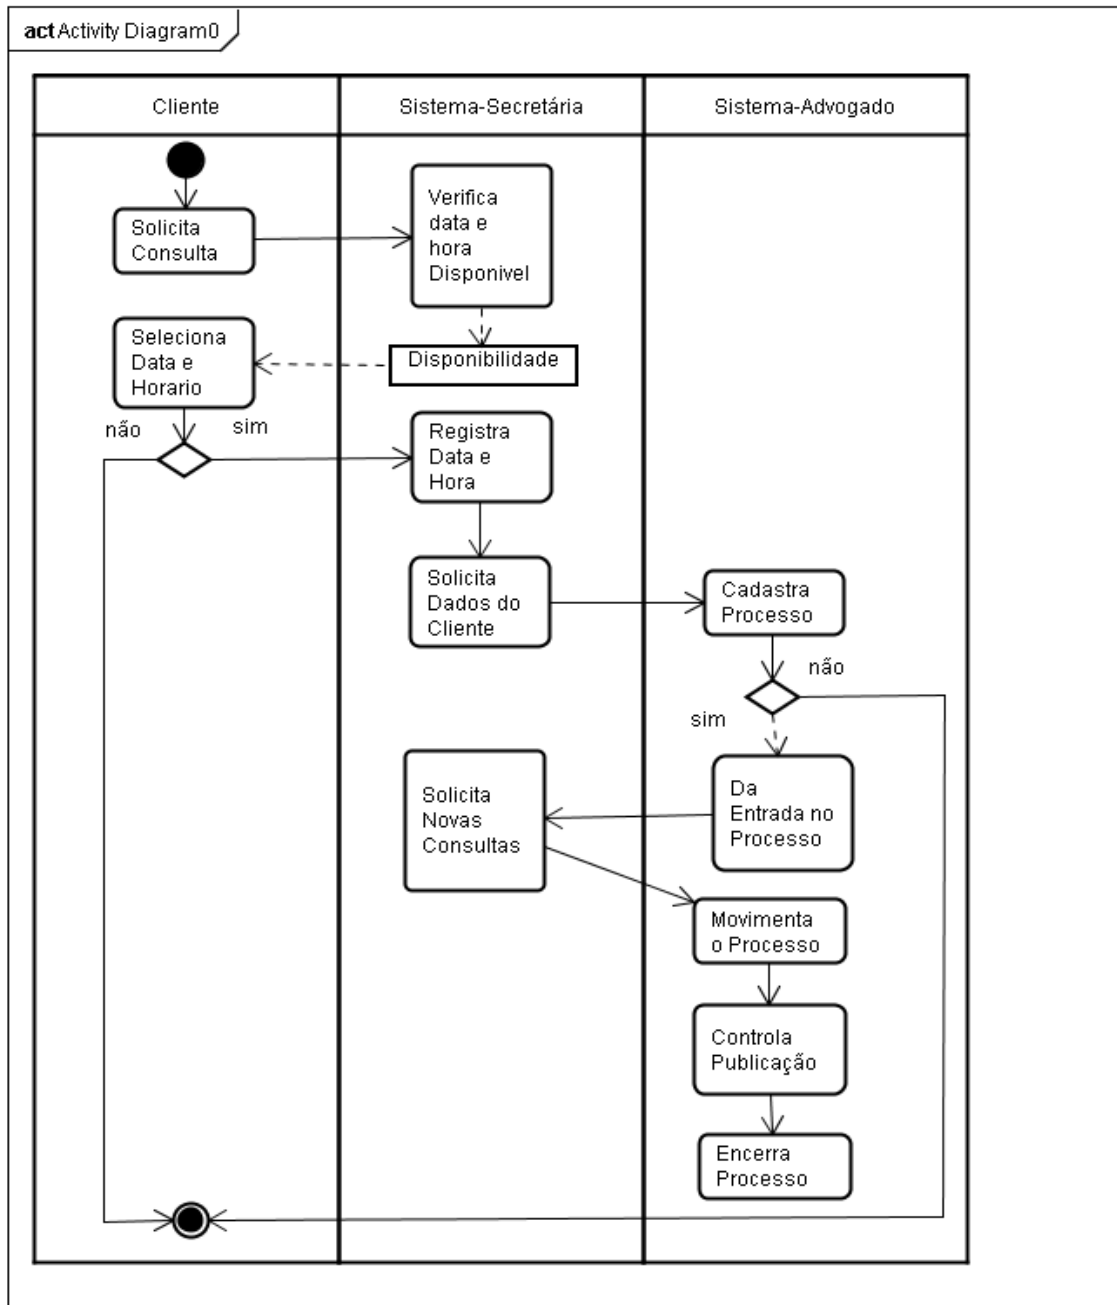 act Activity Diagram0
Cliente
Sistema-Secretária
Sistema-Advogado
Solicita
Consulta
Verifica
data e
hora
Disponivel
Seleciona
Data e
Horario
Disponibilidade
não
sim
Registra
Data e
Hora
Solicita
Dados do
Cliente
Cadastra
Processo
não
sim
Da
Entrada no
Processo
Solicita
Novas
Consultas
Movimenta
o Processo
Controla
Publicação
Encerra
Processo